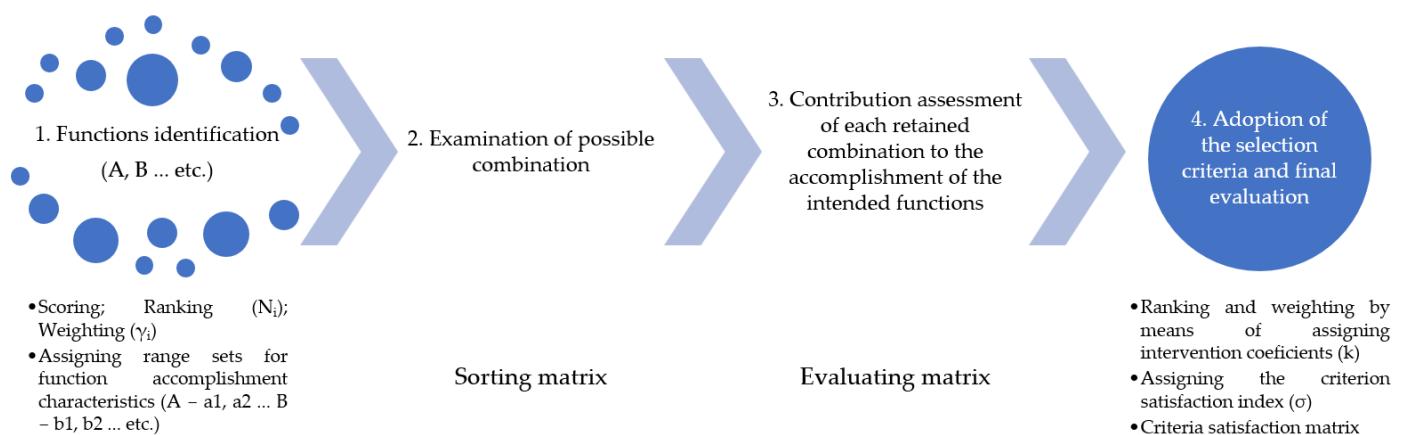 1. Functions identification
(A, B ... etc.)
•Scoring; Ranking (Nᵢ);
Weighting (γᵢ)
•Assigning range sets for
function accomplishment
characteristics (A – a1, a2 ... B
– b1, b2 ... etc.)
2. Examination of possible
combination
Sorting matrix
3. Contribution assessment
of each retained
combination to the
accomplishment of the
intended functions
Evaluating matrix
4. Adoption of
the selection
criteria and final
evaluation
•Ranking and weighting by
means of assigning
intervention coeficients (k)
•Assigning the criterion
satisfaction index (σ)
•Criteria satisfaction matrix